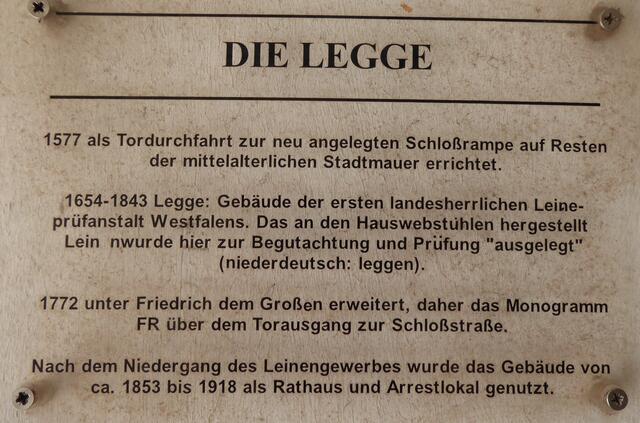 DIE LEGGE
1577 als Tordurchfahrt zur neu angelegten Schloßrampe auf Resten
der mittelalterlichen Stadtmauer errichtet.
1654-1843 Legge: Gebäude der ersten landesherrlichen Leine-
prüfanstalt Westfalens. Das an den Hauswebstühlen hergestellt
Lein nwurde hier zur Begutachtung und Prüfung "ausgelegt"
(niederdeutsch: leggen).
1772 unter Friedrich dem Großen erweitert, daher das Monogramm
FR über dem Torausgang zur Schloßstraße.
Nach dem Niedergang des Leinengewerbes wurde das Gebäude von
ca. 1853 bis 1918 als Rathaus und Arrestlokal genutzt.